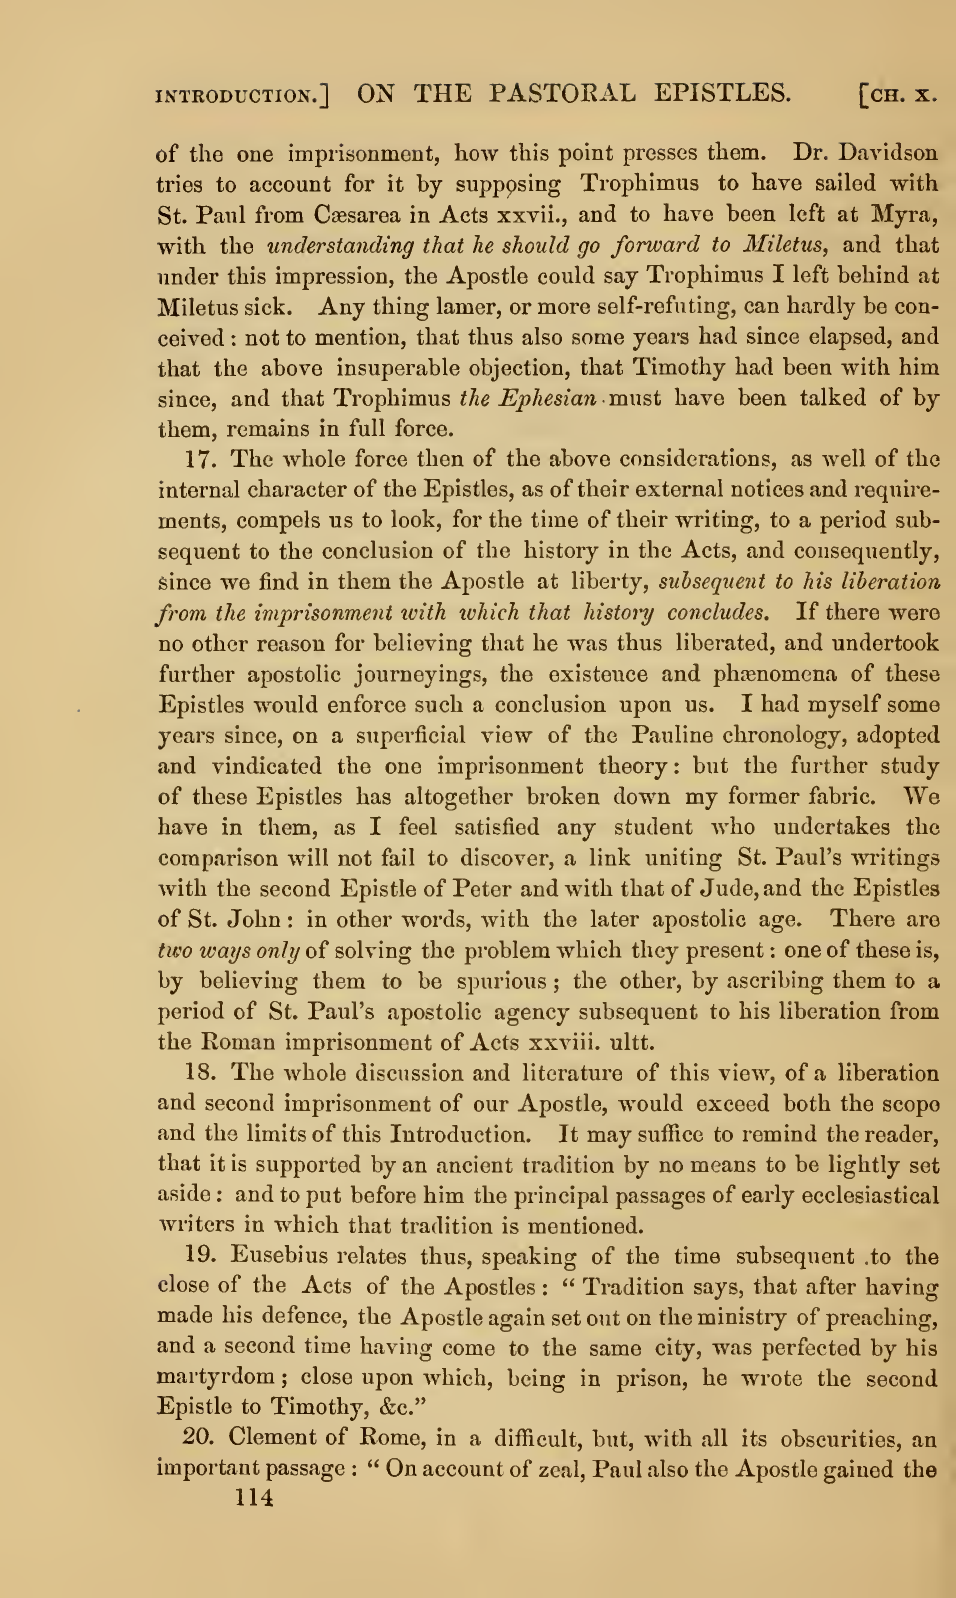 INTRODUCTION.] ON THE PASTORAL EPISTLES. [CH. X.
of the one imprisonment, how this point presses them. Dr. Davidson
tries to account for it by supposing Trophimus to have sailed with
St. Paul from Cæsarea in Acts xxvii., and to have been left at Myra,
with the understanding that he should go forward to Miletus, and that
under this impression, the Apostle could say Trophimus I left behind at
Miletus sick. Any thing lamer, or more self-refuting, can hardly be con-
ceived : not to mention, that thus also some years had since elapsed, and
that the above insuperable objection, that Timothy had been with him
since, and that Trophimus the Ephesian must have been talked of by
them, remains in full force.
17. The whole force then of the above considerations, as well of the
internal character of the Epistles, as of their external notices and require-
ments, compels us to look, for the time of their writing, to a period sub-
sequent to the conclusion of the history in the Acts, and consequently,
since we find in them the Apostle at liberty, subsequent to his liberation
from the imprisonment with which that history concludes. If there were
no other reason for believing that he was thus liberated, and undertook
further apostolic journeyings, the existence and phænomena of these
Epistles would enforce such a conclusion upon us. I had myself some
years since, on a superficial view of the Pauline chronology, adopted
and vindicated the one imprisonment theory : but the further study
of these Epistles has altogether broken down my former fabric. We
have in them, as I feel satisfied any student who undertakes the
comparison will not fail to discover, a link uniting St. Paul's writings
with the second Epistle of Peter and with that of Jude, and the Epistles
of St. John : in other words, with the later apostolic age. There are
two ways only of solving the problem which they present : one of these is,
by believing them to be spurious ; the other, by ascribing them to a
period of St. Paul's apostolic agency subsequent to his liberation from
the Roman imprisonment of Acts xxviii. ultt.
18. The whole discussion and literature of this view, of a liberation
and second imprisonment of our Apostle, would exceed both the scope
and the limits of this Introduction. It may suffice to remind the reader,
that it is supported by an ancient tradition by no means to be lightly set
aside : and to put before him the principal passages of early ecclesiastical
writers in which that tradition is mentioned.
19. Eusebius relates thus, speaking of the time subsequent to the
close of the Acts of the Apostles : “ Tradition says, that after having
made his defence, the Apostle again set out on the ministry of preaching,
and a second time having come to the same city, was perfected by his
martyrdom ; close upon which, being in prison, he wrote the second
Epistle to Timothy, &c.”
20. Clement of Rome, in a difficult, but, with all its obscurities, an
important passage : “ On account of zeal, Paul also the Apostle gained the
114